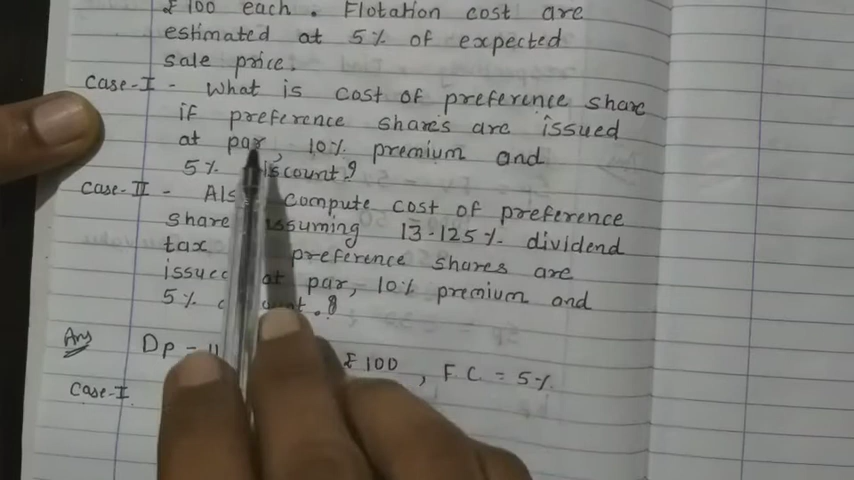 ₹100 each. Flotation cost are
estimated at 5% of expected
sale price.
Case-I - What is cost of preference share
if preference shares are issued
at par, 10% premium and
5% discount?
Case-II - Also compute cost of preference
share assuming 13.125% dividend
tax preference shares are
issued at par, 10% premium and
5%
Ans Dp - ₹100, FC = 5%
Case-I